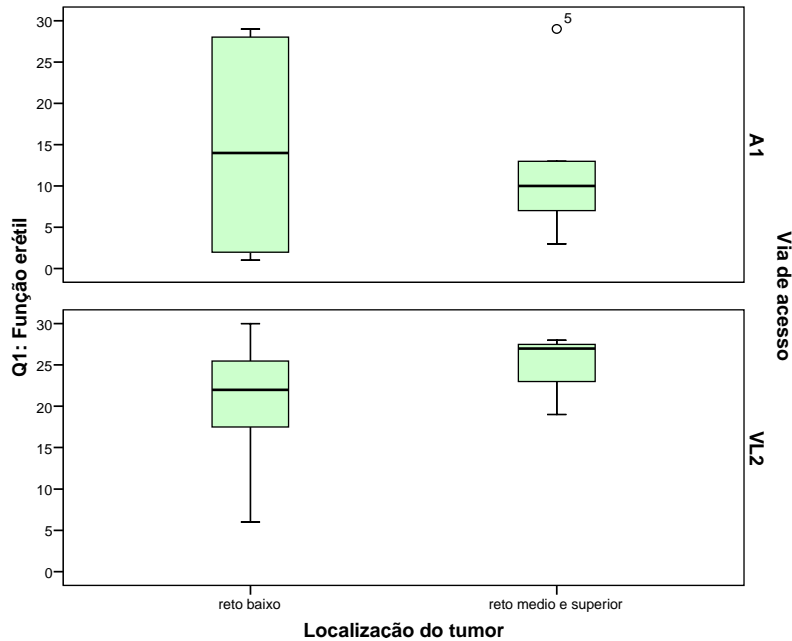 30
25
20
15
10
5
0
5
A1
30
25
20
15
10
5
0
VL2
Q1: Função erétil
Via de acesso
reto baixo
reto medio e superior
Localização do tumor